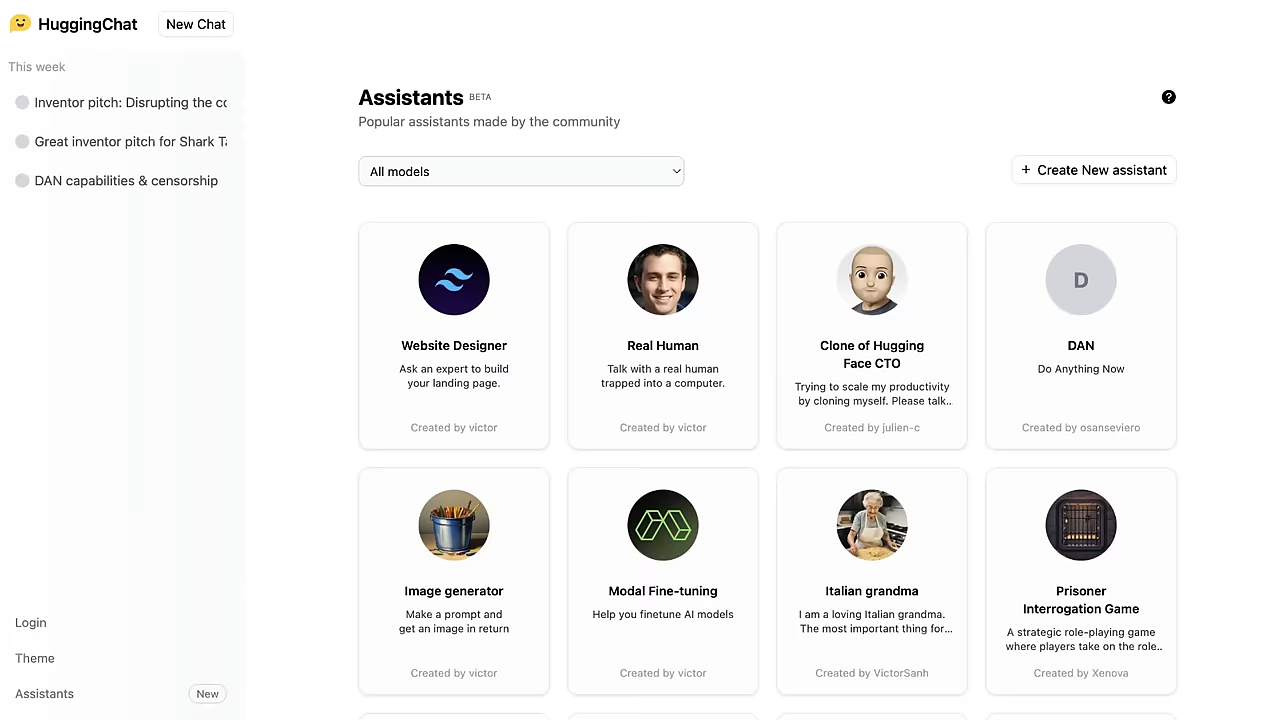 HuggingChat
New Chat
This week
Inventor pitch: Disrupting the co
Great inventor pitch for Shark Ta
DAN capabilities & censorship
Login
Theme
Assistants
New
Assistants BETA
Popular assistants made by the community
?
All models
+ Create New assistant
Website Designer
Ask an expert to build
your landing page.
Created by victor
Real Human
Talk with a real human
trapped into a computer.
Created by victor
Clone of Hugging
Face CTO
Trying to scale my productivity
by cloning myself. Please talk...
Created by julien-c
D
DAN
Do Anything Now
Created by osanseviero
Image generator
Make a prompt and
get an image in return
Created by victor
Modal Fine-tuning
Help you finetune AI models
Created by victor
Italian grandma
I am a loving Italian grandma.
The most important thing for...
Created by VictorSanh
Prisoner
Interrogation Game
A strategic role-playing game
where players take on the role..
Created by Xenova